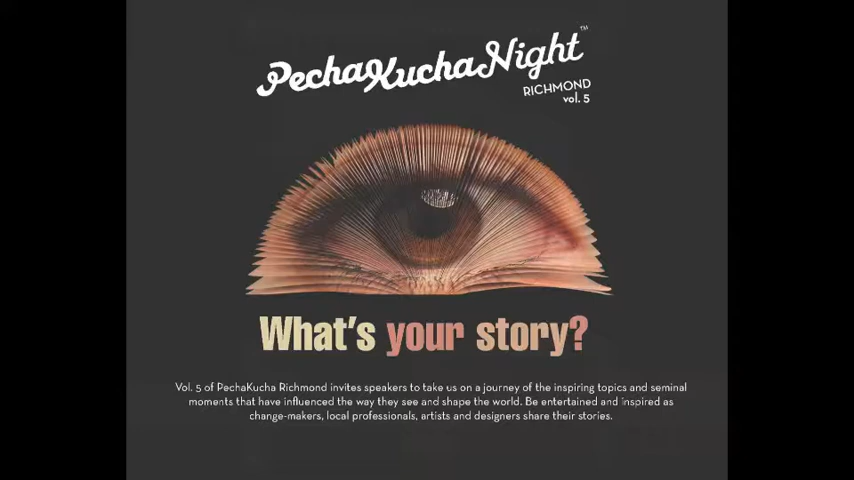 PechaKuchaNight™
RICHMOND
vol. 5
What's your story?
Vol. 5 of PechaKucha Richmond invites speakers to take us on a journey of the inspiring topics and seminal
moments that have influenced the way they see and shape the world. Be entertained and inspired as
change-makers, local professionals, artists and designers share their stories.